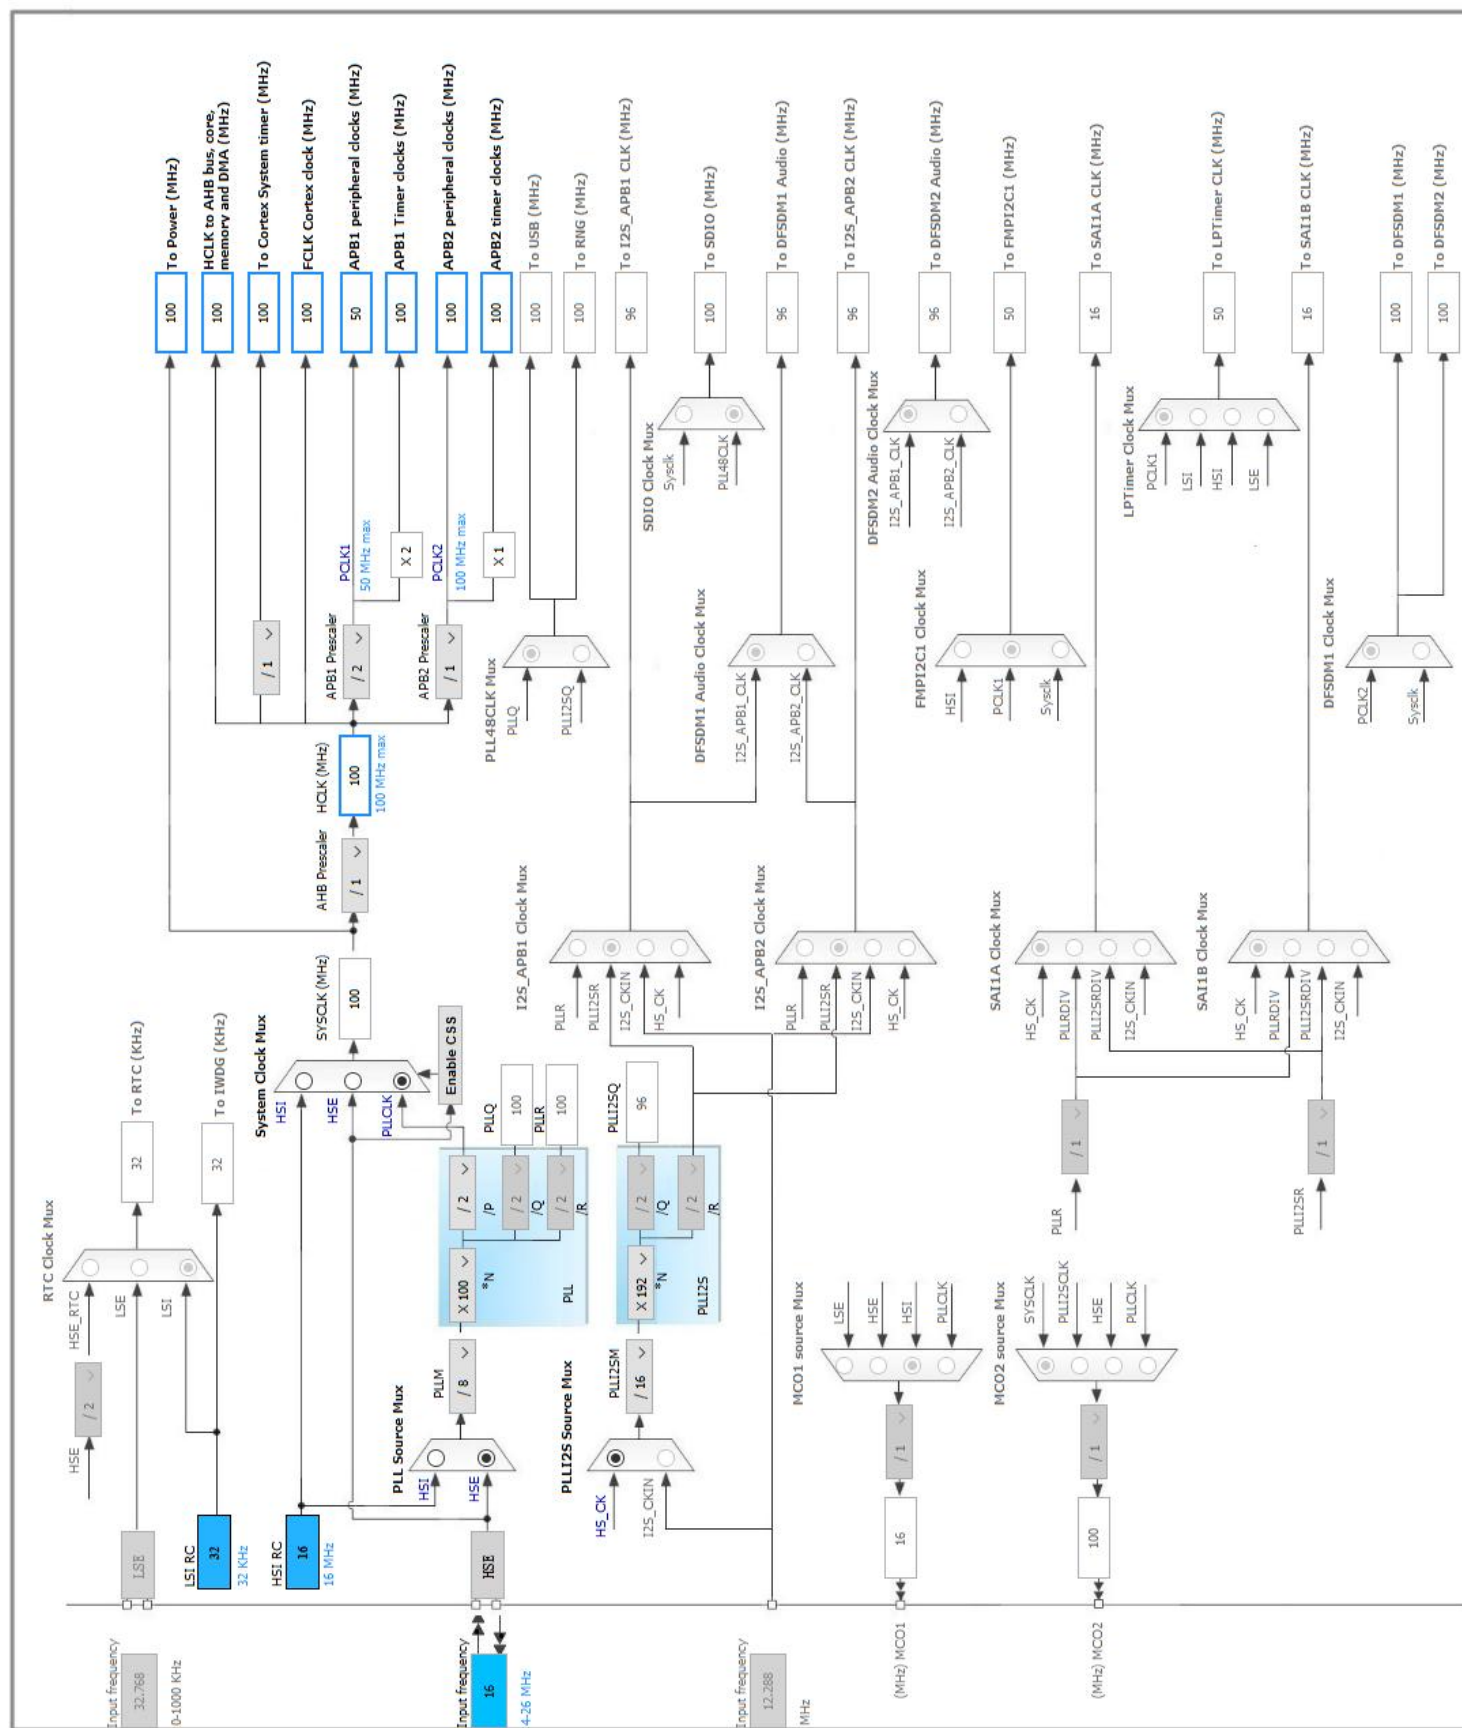 Input frequency
32.768
0-1000 KHz
LSE
HSE
/ 2
HSE_RTC
LSE
LSI
RTC Clock Mux
32
To RTC (KHz)
LSI RC
32
32 KHz
32
To IWDG (KHz)
HSI RC
16
16 MHz
Input frequency
16
4-26 MHz
HSE
PLL Source Mux
HSI
HSE
PLLM
/ 8
X 100
*N
PLL
/ 2
/P
/ 2
/Q
/ 2
/R
PLLQ
100
PLLR
100
System Clock Mux
HSI
HSE
PLLCLK
Enable CSS
SYSCLK (MHz)
100
AHB Prescaler
/ 1
HCLK (MHz)
100
100 MHz max
/ 1
APB1 Prescaler
/ 2
PCLK1
50 MHz max
X 2
APB2 Prescaler
/ 1
PCLK2
100 MHz max
X 1
100
To Power (MHz)
100
HCLK to AHB bus, core,
memory and DMA (MHz)
100
To Cortex System timer (MHz)
100
FCLK Cortex clock (MHz)
50
APB1 peripheral clocks (MHz)
100
APB1 Timer clocks (MHz)
100
APB2 peripheral clocks (MHz)
100
APB2 timer clocks (MHz)
PLL48CLK Mux
PLLQ
PLLI2SQ
100
To USB (MHz)
100
To RNG (MHz)
PLLI2S Source Mux
HS_CK
I2S_CKIN
PLLI2SM
/ 16
X 192
*N
PLLI2S
/ 2
/Q
/ 2
/R
PLLI2SQ
96
I2S_APB1 Clock Mux
PLLR
PLLI2SR
I2S_CKIN
HS_CK
96
To I2S_APB1 CLK (MHz)
SDIO Clock Mux
Sysclk
PLL48CLK
100
To SDIO (MHz)
DFSDM1 Audio Clock Mux
I2S_APB1_CLK
I2S_APB2_CLK
96
To DFSDM1 Audio (MHz)
Input frequency
12.288
MHz
I2S_APB2 Clock Mux
PLLR
PLLI2SR
I2S_CKIN
HS_CK
96
To I2S_APB2 CLK (MHz)
DFSDM2 Audio Clock Mux
I2S_APB1_CLK
I2S_APB2_CLK
96
To DFSDM2 Audio (MHz)
FMPI2C1 Clock Mux
HSI
PCLK1
Sysclk
50
To FMPI2C1 (MHz)
(MHz) MCO1
16
/ 1
MCO1 source Mux
LSE
HSE
HSI
PLLCLK
(MHz) MCO2
100
/ 1
MCO2 source Mux
SYSCLK
PLLI2SCLK
HSE
PLLCLK
PLLR
/ 1
PLLI2SR
/ 1
SAI1A Clock Mux
HS_CK
PLLRDIV
PLLI2SRDIV
I2S_CKIN
16
To SAI1A CLK (MHz)
LPTimer Clock Mux
PCLK1
LSI
HSI
LSE
50
To LPTimer CLK (MHz)
SAI1B Clock Mux
HS_CK
PLLRDIV
PLLI2SRDIV
I2S_CKIN
16
To SAI1B CLK (MHz)
DFSDM1 Clock Mux
PCLK2
Sysclk
100
To DFSDM1 (MHz)
100
To DFSDM2 (MHz)